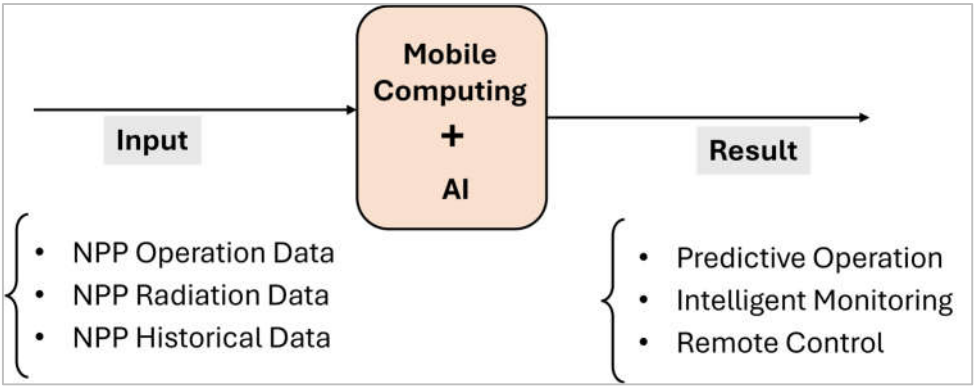 Mobile
Computing
+
AI
Input
Result
• NPP Operation Data
• NPP Radiation Data
• NPP Historical Data
• Predictive Operation
• Intelligent Monitoring
• Remote Control